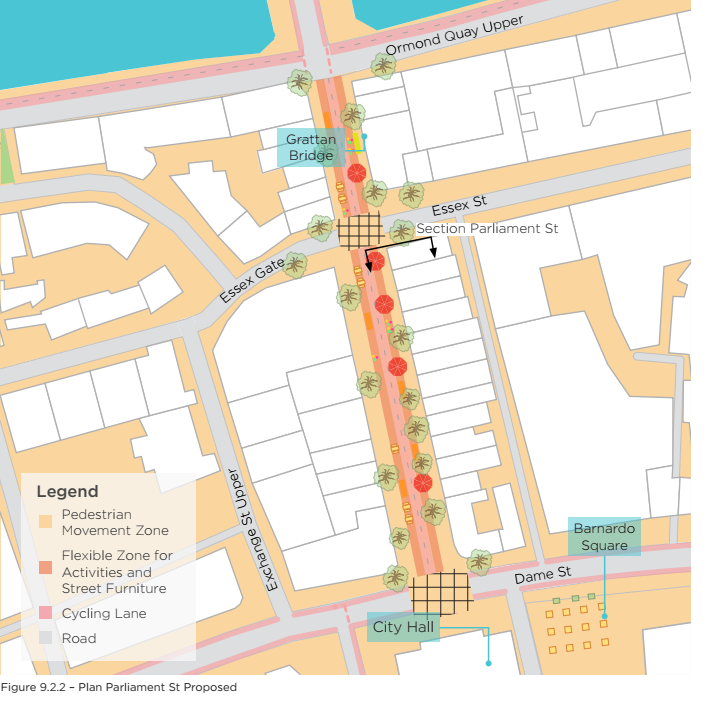 Ormond Quay Upper
Grattan
Bridge
Essex St
Section Parliament St
Essex Gate
Legend
Pedestrian
Movement Zone
Flexible Zone for
Activities and
Street Furniture
Cycling Lane
Road
Exchange St Upper
Barnardo
Square
Dame St
City Hall
Figure 9.2.2 – Plan Parliament St Proposed